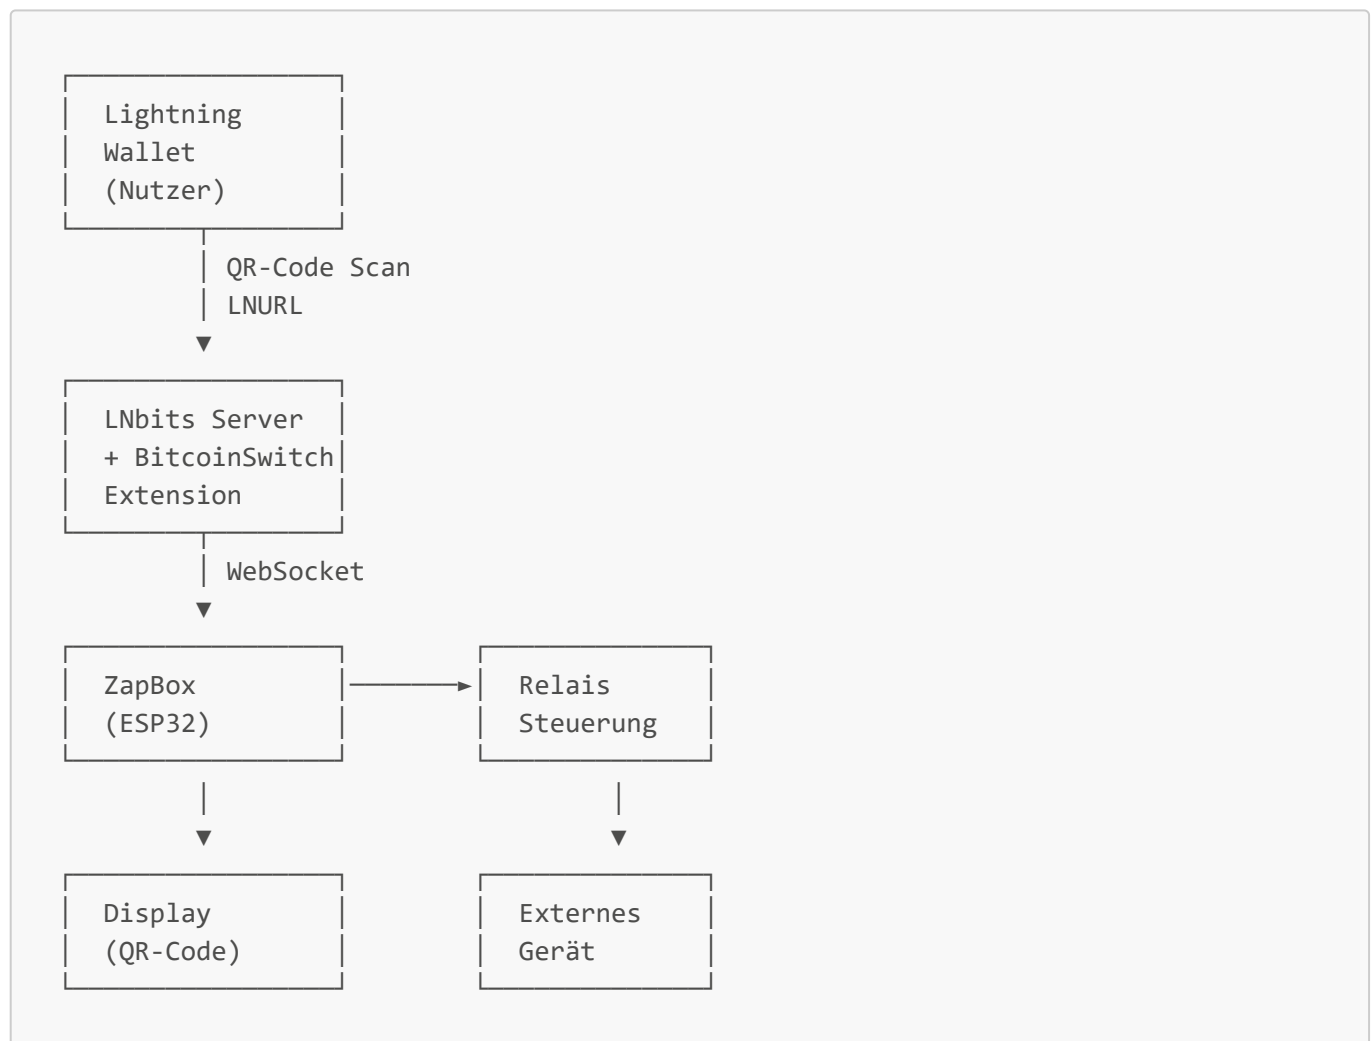 Lightning
Wallet
(Nutzer)
QR-Code Scan
LNURL
LNbits Server
+ BitcoinSwitch
Extension
WebSocket
ZapBox
(ESP32)
Relais
Steuerung
Display
(QR-Code)
Externes
Gerät